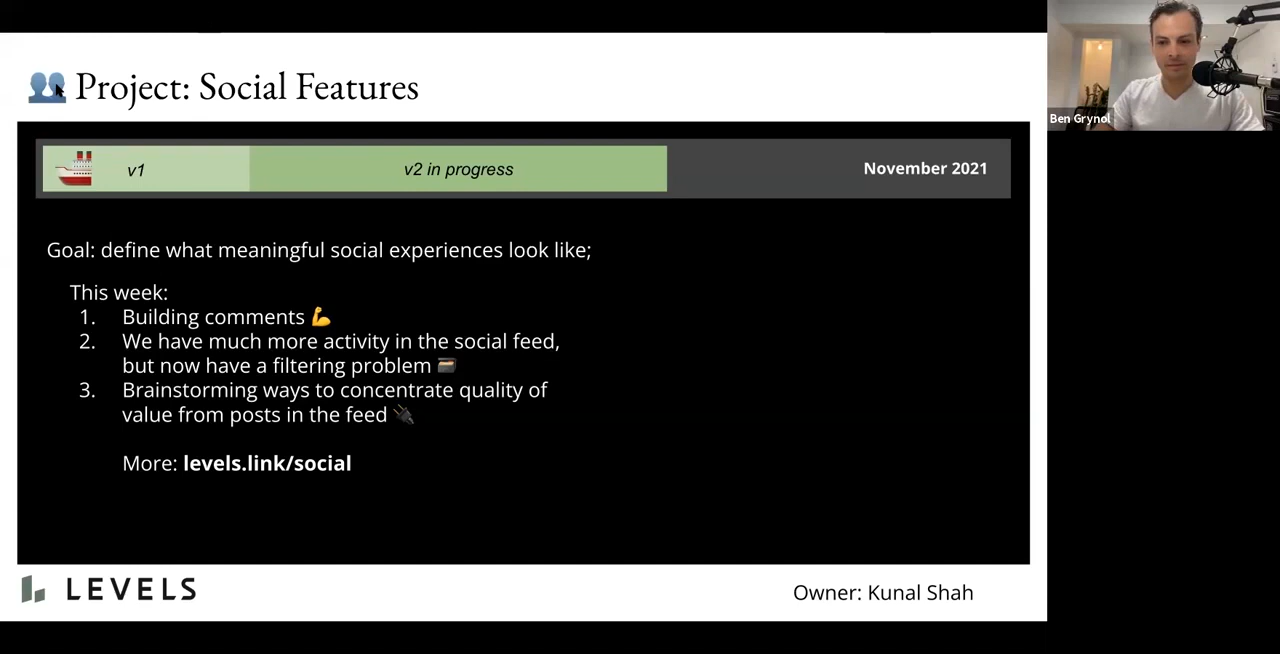 Project: Social Features
v1
v2 in progress
November 2021
Goal: define what meaningful social experiences look like;
This week:
1. Building comments 💪
2. We have much more activity in the social feed,
but now have a filtering problem
3. Brainstorming ways to concentrate quality of
value from posts in the feed 🔌
More: levels.link/social
LEVELS
Owner: Kunal Shah
Ben Grynol